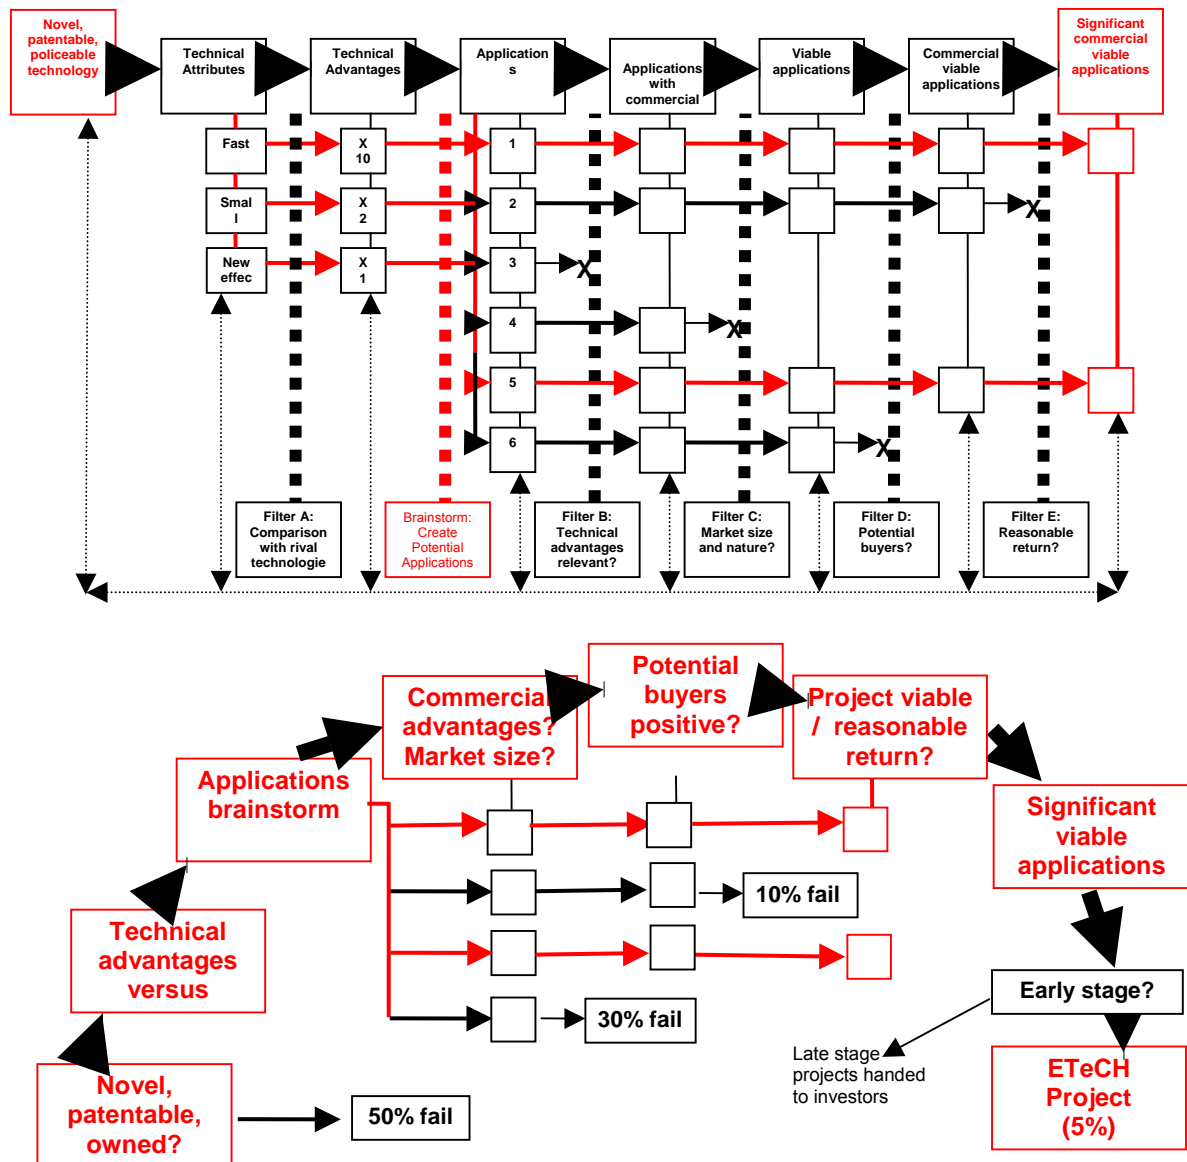 Novel,
patentable,
policeable
technology
Technical
Attributes
Technical
Advantages
Application
s
Applications
with
commercial
Viable
applications
Commercial
viable
applications
Significant
commercial
viable
applications
Fast
X
10
1
Smal
l
X
2
2
X
New
effec
X
1
3
X
4
X
5
6
X
Filter A:
Comparison
with rival
technologie
Brainstorm:
Create
Potential
Applications
Filter B:
Technical
advantages
relevant?
Filter C:
Market size
and nature?
Filter D:
Potential
buyers?
Filter E:
Reasonable
return?
Novel,
patentable,
owned?
50% fail
Technical
advantages
versus
Applications
brainstorm
Commercial
advantages?
Market size?
Potential
buyers
positive?
Project viable
/ reasonable
return?
Significant
viable
applications
10% fail
30% fail
Early stage?
Late stage
projects handed
to investors
ETeCH
Project
(5%)